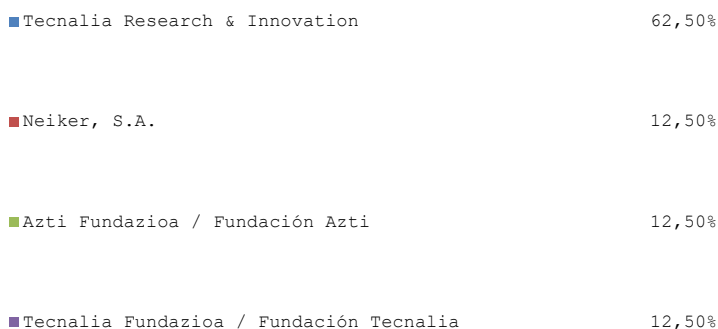 Tecnalia Research & Innovation 62,50%
Neiker, S.A. 12,50%
Azti Fundazioa / Fundación Azti 12,50%
Tecnalia Fundazioa / Fundación Tecnalia 12,50%